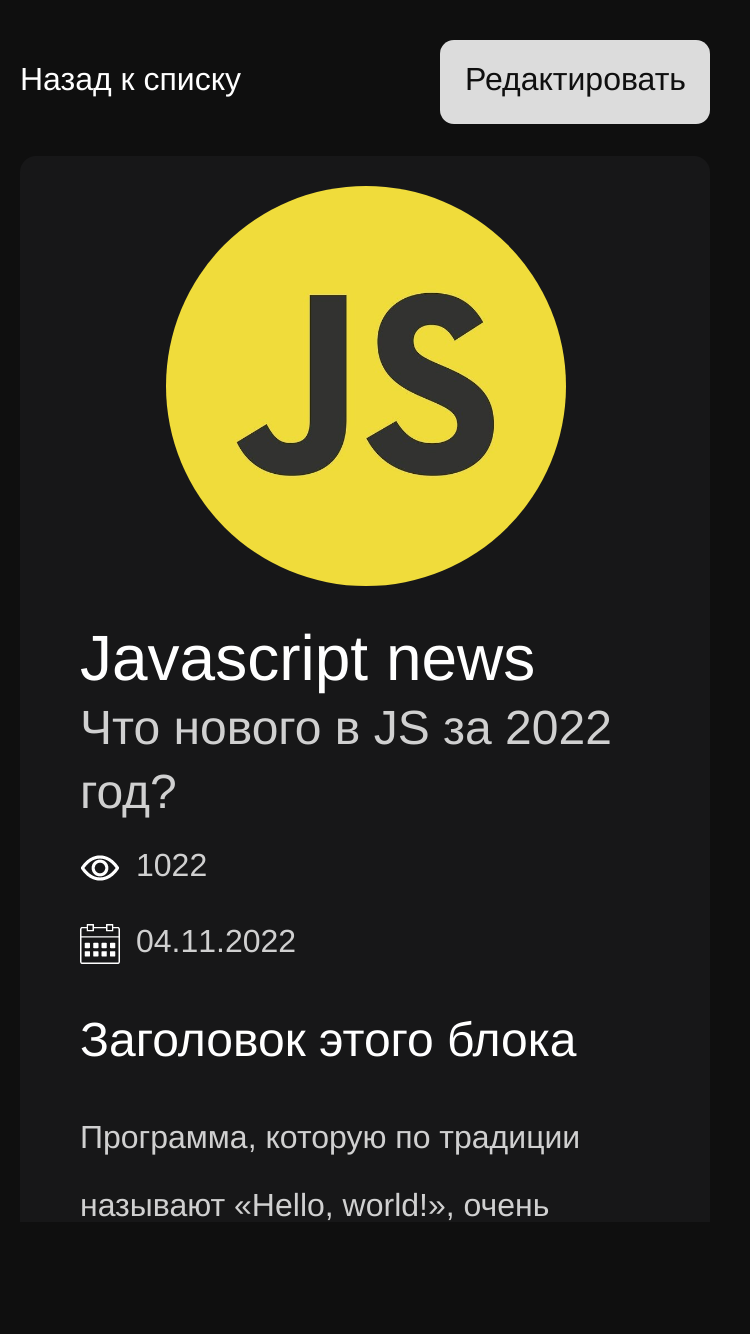 Назад к списку
Редактировать
JS
Javascript news
Что нового в JS за 2022
год?
1022
04.11.2022
Заголовок этого блока
Программа, которую по традиции
называют «Hello, world!», очень